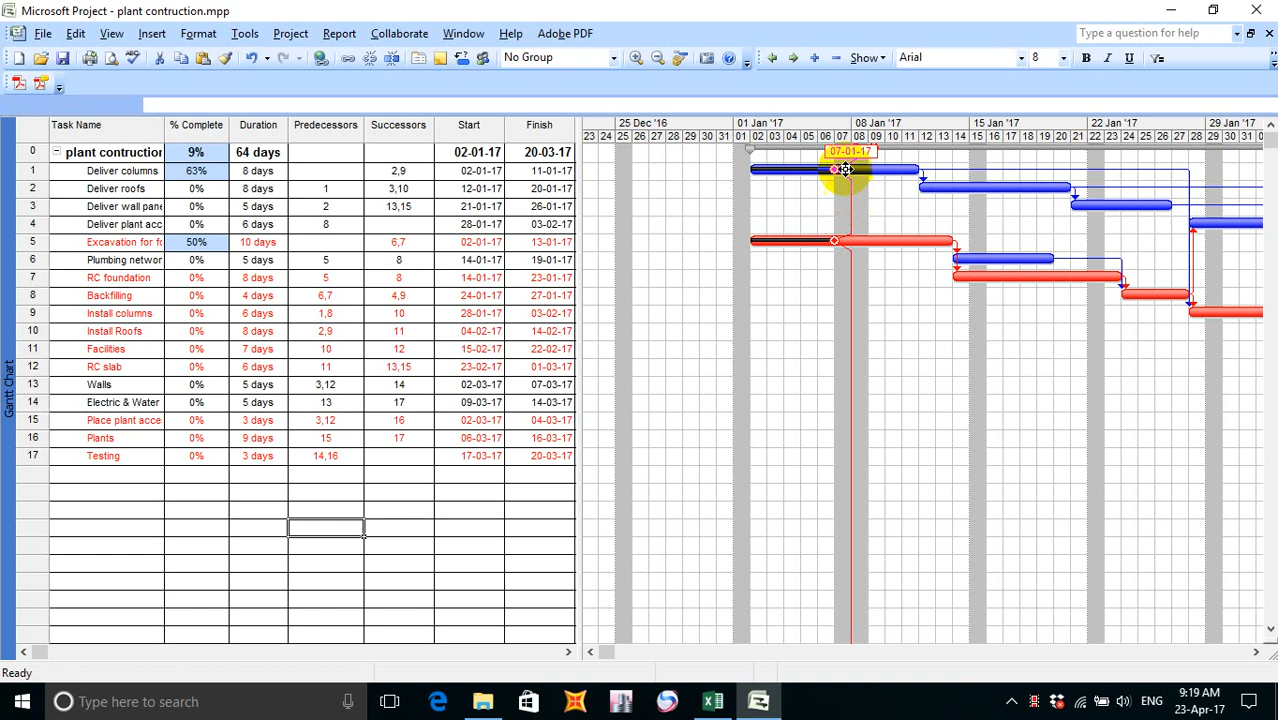 Microsoft Project - plant contruction.mpp
File Edit View Insert Format Tools Project Report Collaborate Window Help Adobe PDF
Type a question for help
No Group Show Arial 8 B I U
Task Name % Complete Duration Predecessors Successors Start Finish
25 Dec '16 01 Jan '17 08 Jan '17 15 Jan '17 22 Jan '17 29 Jan '17
23 24 25 26 27 28 29 30 31 01 02 03 04 05 06 07 08 09 10 11 12 13 14 15 16 17 18 19 20 21 22 23 24 25 26 27 28 29 30 31
0 plant contruction 9% 64 days 02-01-17 20-03-17
07-01-17
1 Deliver columns 63% 8 days 2,9 02-01-17 11-01-17
2 Deliver roofs 0% 8 days 1 3,10 12-01-17 20-01-17
3 Deliver wall pane 0% 5 days 2 13,15 21-01-17 26-01-17
4 Deliver plant acc 0% 6 days 8 28-01-17 03-02-17
5 Excavation for fo 50% 10 days 6,7 02-01-17 13-01-17
6 Plumbing networ 0% 5 days 5 8 14-01-17 19-01-17
7 RC foundation 0% 8 days 5 8 14-01-17 23-01-17
8 Backfilling 0% 4 days 6,7 4,9 24-01-17 27-01-17
9 Install columns 0% 6 days 1,8 10 28-01-17 03-02-17
10 Install Roofs 0% 8 days 2,9 11 04-02-17 14-02-17
11 Facilities 0% 7 days 10 12 15-02-17 22-02-17
12 RC slab 0% 6 days 11 13,15 23-02-17 01-03-17
13 Walls 0% 5 days 3,12 14 02-03-17 07-03-17
14 Electric & Water 0% 5 days 13 17 09-03-17 14-03-17
15 Place plant acce 0% 3 days 3,12 16 02-03-17 04-03-17
16 Plants 0% 9 days 15 17 06-03-17 16-03-17
17 Testing 0% 3 days 14,16 17-03-17 20-03-17
Gantt Chart
Ready
Type here to search
ENG
9:19 AM
23-Apr-17